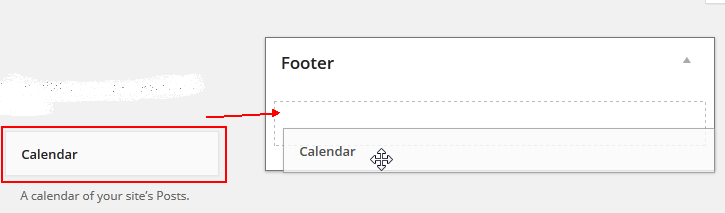 Footer
Calendar
Calendar
A calendar of your site's Posts.